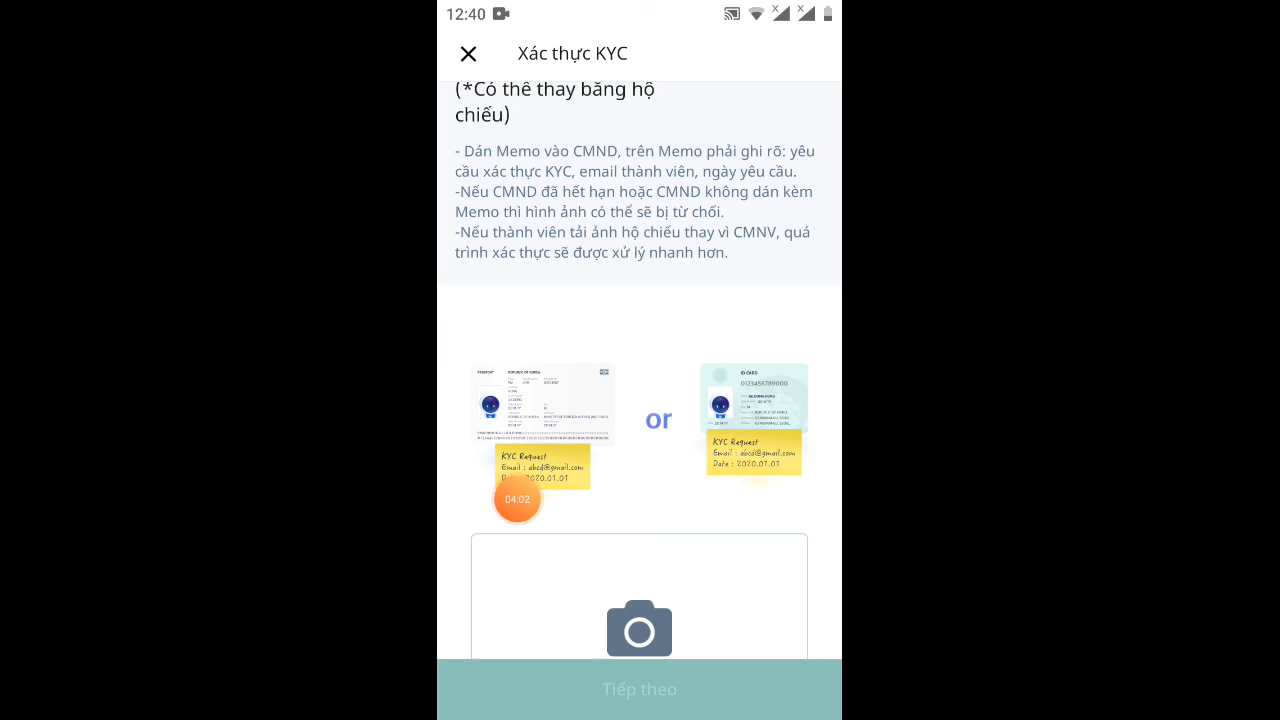 12:40
Xác thực KYC
(*Có thể thay bằng hộ
chiếu)
- Dán Memo vào CMND, trên Memo phải ghi rõ: yêu
cầu xác thực KYC, email thành viên, ngày yêu cầu.
-Nếu CMND đã hết hạn hoặc CMND không dán kèm
Memo thì hình ảnh có thể sẽ bị từ chối.
-Nếu thành viên tải ảnh hộ chiếu thay vì CMNV, quá
trình xác thực sẽ được xử lý nhanh hơn.
PASSPORT REPUBLIC OF KOREA
KYC Request
Email : abcd@gmail.com
2020.01.01
04:02
or
ID CARD
0123456789000
GILDONG HONG
KYC Request
Email : abcd@gmail.com
Date : 2020.01.01
Tiếp theo